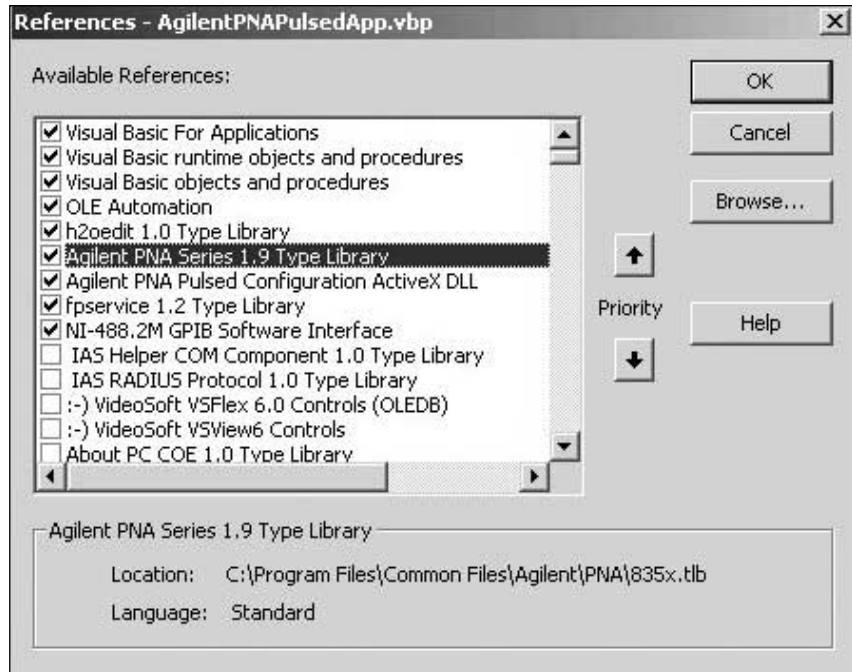 References - AgilentPNAPulsedApp.vbp
Available References:
OK
Cancel
Browse...
Priority
Help
Visual Basic For Applications
Visual Basic runtime objects and procedures
Visual Basic objects and procedures
OLE Automation
h2oedit 1.0 Type Library
Agilent PNA Series 1.9 Type Library
Agilent PNA Pulsed Configuration ActiveX DLL
fpservice 1.2 Type Library
NI-488.2M GPIB Software Interface
IAS Helper COM Component 1.0 Type Library
IAS RADIUS Protocol 1.0 Type Library
:-) VideoSoft VSFlex 6.0 Controls (OLEDB)
:-) VideoSoft VSView6 Controls
About PC COE 1.0 Type Library
Agilent PNA Series 1.9 Type Library
Location: C:\Program Files\Common Files\Agilent\PNA\835x.tlb
Language: Standard